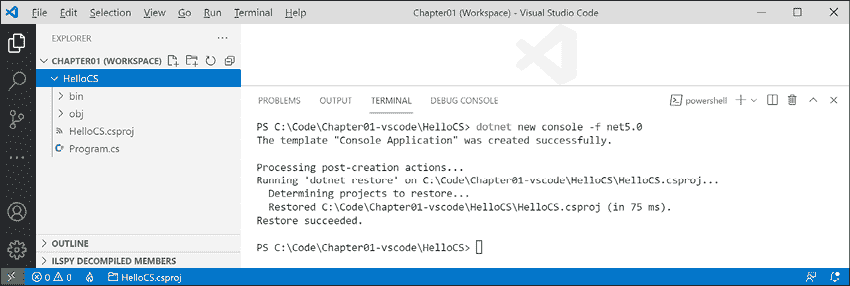 File Edit Selection View Go Run Terminal Help Chapter01 (Workspace) - Visual Studio Code
EXPLORER
CHAPTER01 (WORKSPACE)
HelloCS
bin
obj
HelloCS.csproj
Program.cs
OUTLINE
ILSPY DECOMPILED MEMBERS
PROBLEMS OUTPUT TERMINAL DEBUG CONSOLE powershell
PS C:\Code\Chapter01-vscode\HelloCS> dotnet new console -f net5.0
The template "Console Application" was created successfully.
Processing post-creation actions...
Running 'dotnet restore' on C:\Code\Chapter01-vscode\HelloCS\HelloCS.csproj...
Determining projects to restore...
Restored C:\Code\Chapter01-vscode\HelloCS\HelloCS.csproj (in 75 ms).
Restore succeeded.
PS C:\Code\Chapter01-vscode\HelloCS>
0 0 HelloCS.csproj